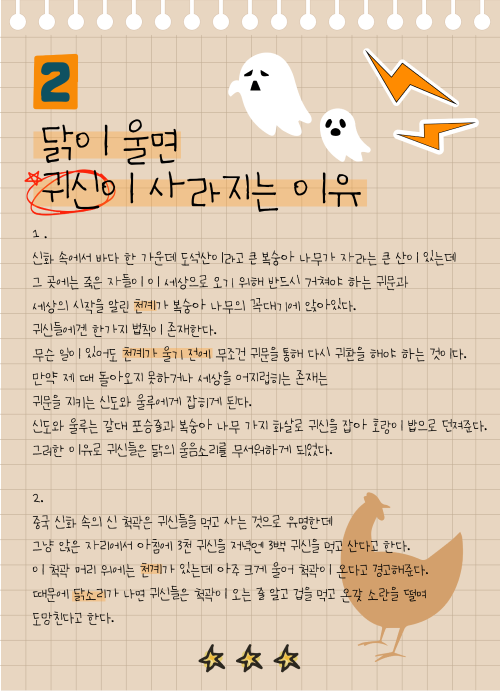 2
닭이 울면
귀신이 사라지는 이유
1.
신화 속에서 바다 한 가운데 도삭산이라고 큰 복숭아 나무가 자라는 큰 산이 있는데
그 곳에는 죽은 자들이 이 세상으로 오기 위해 반드시 거쳐야 하는 귀문과
세상의 시작을 알린 천계가 복숭아 나무의 꼭대기에 앉아있다.
귀신들에겐 한가지 법칙이 존재한다.
무슨 일이 있어도 천계가 울기 전에 무조건 귀문을 통해 다시 귀환을 해야 하는 것이다.
만약 제 때 돌아오지 못하거나 세상을 어지럽히는 존재는
귀문을 지키는 신도와 울루에게 잡히게 된다.
신도와 울루는 갈대 포승줄과 복숭아 나무 가지 화살로 귀신을 잡아 호랑이 밥으로 던져준다.
그러한 이유로 귀신들은 닭의 울음소리를 무서워하게 되었다.
2.
중국 신화 속의 신 척곽은 귀신들을 먹고 사는 것으로 유명한데
그냥 앉은 자리에서 아침에 3천 귀신을 저녁엔 3백 귀신을 먹고 산다고 한다.
이 척곽 머리 위에는 천계가 있는데 아주 크게 울어 척곽이 온다고 경고해준다.
때문에 닭소리가 나면 귀신들은 척곽이 오는 줄 알고 겁을 먹고 온갖 소란을 떨며
도망친다고 한다.